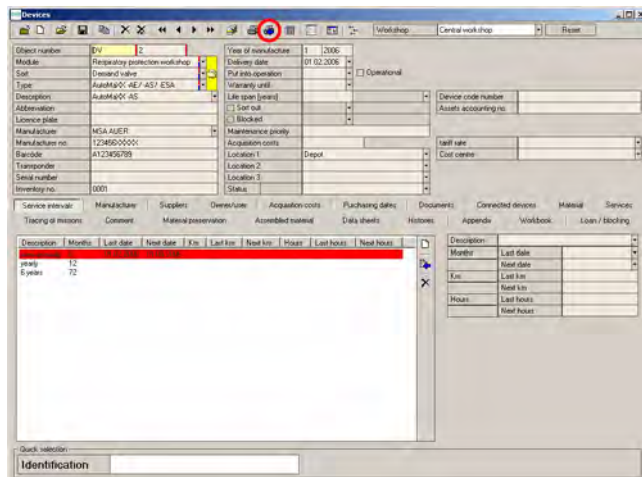 Devices
Workshop Central workshop Reset
Object number DV 2 Year of manufacture 1 2006
Module Respiratory protection workshop Delivery date 01.02.2006
Sort Demand valve Put into operation Operational
Type AutoMaXX -AE/-AS/-ESA Warranty until
Description AutoMaXX -AS Life span [years] Device code number
Abbreviation Sort out Assets accounting no.
Licence plate Blocked
Manufacturer MSA AUER Maintenance priority
Manufacturer no. 123456XXXXX Acquisition costs tariff rate
Barcode A123456789 Location 1 Depot Cost centre
Transponder Location 2
Serial number Location 3
Inventory no. 0001 Status
Service intervals Manufacturer Suppliers Owner/user Acquisition costs Purchasing dates Documents Connected devices Material Services
Tracing of missions Comment Material preservation Assembled material Data sheets Histories Appendix Workbook Loan / blocking
Description Months Last date Next date Km Last km Next km Hours Last hours Next hours Description
yearly 12 Months Last date
6 years 72 Next date
Km Last km
Next km
Hours Last hours
Next hours
Quick selection
Identification